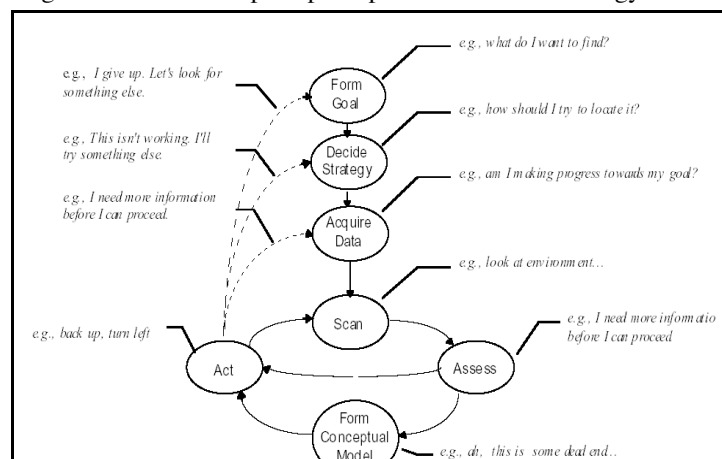 e.g., what do I want to find?
e.g., I give up. Let's look for
something else.
Form
Goal
e.g., how should I try to locate it?
e.g., This isn't working. I'll
try something else.
Decide
Strategy
e.g., am I making progress towards my goal?
e.g., I need more information
before I can proceed.
Acquire
Data
e.g., look at environment...
Scan
e.g., I need more informatio
before I can proceed
e.g., back up, turn left
Act
Assess
Form
Conceptual
Model
e.g., ah, this is some dead end..